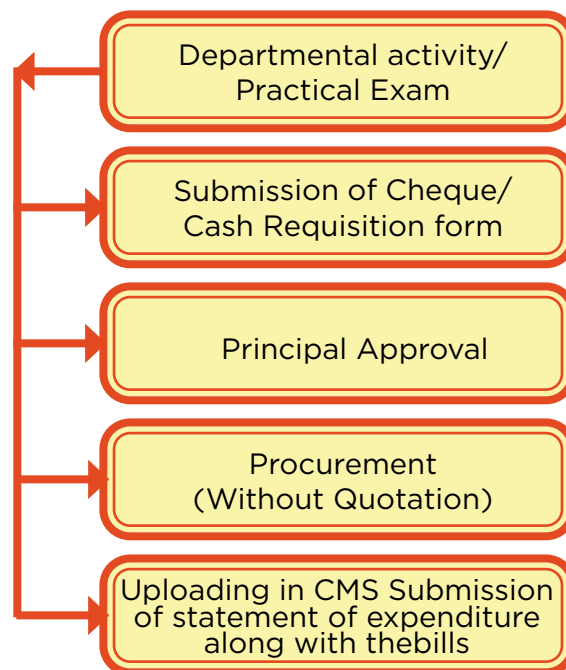 Departmental activity/
Practical Exam
Submission of Cheque/
Cash Requisition form
Principal Approval
Procurement
(Without Quotation)
Uploading in CMS Submission
of statement of expenditure
along with thebills